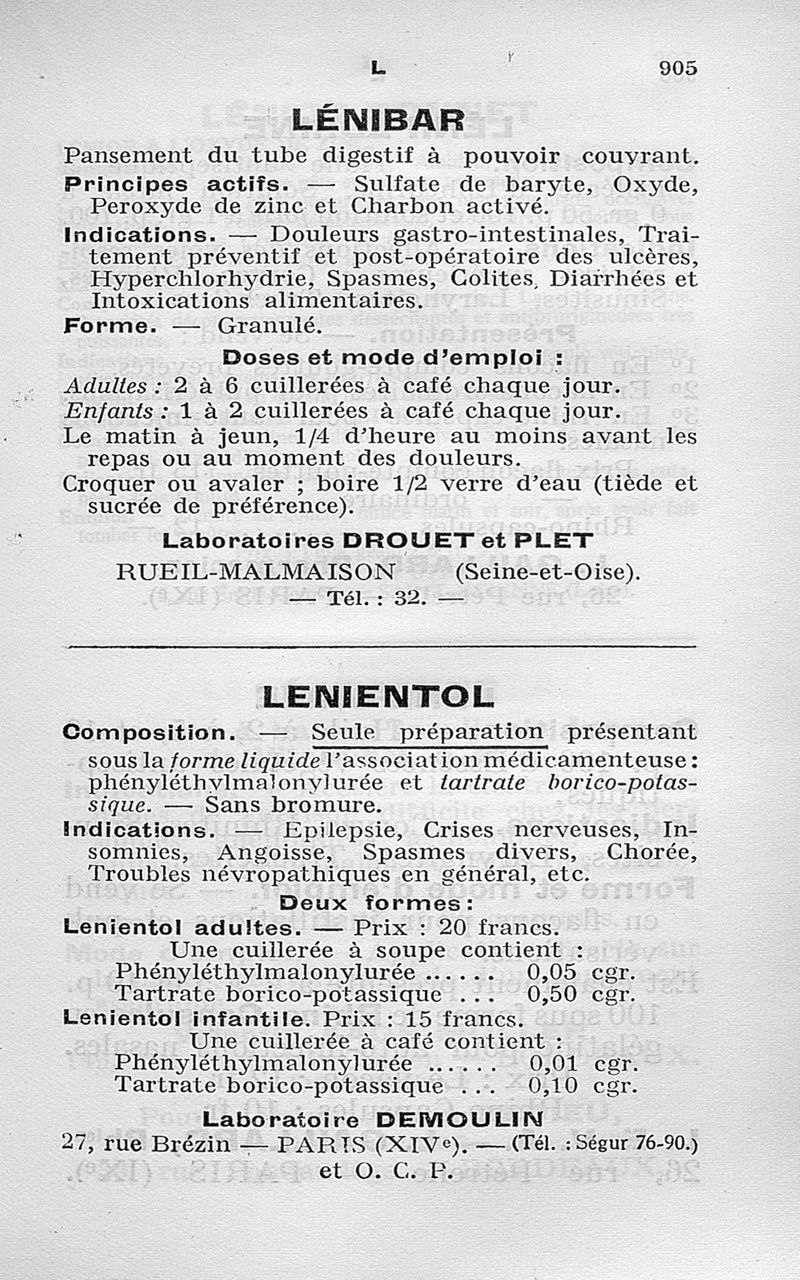 L
905
LÉNIBAR
Pansement du tube digestif à pouvoir couvrant.
Principes actifs. — Sulfate de baryte, Oxyde,
Peroxyde de zinc et Charbon activé.
Indications. — Douleurs gastro-intestinales, Trai-
tement préventif et post-opératoire des ulcères,
Hyperchlorhydrie, Spasmes, Colites, Diarrhées et
Intoxications alimentaires.
Forme. — Granulé.
Doses et mode d'emploi :
Adultes : 2 à 6 cuillerées à café chaque jour.
Enfants : 1 à 2 cuillerées à café chaque jour.
Le matin à jeun, 1/4 d'heure au moins avant les
repas ou au moment des douleurs.
Croquer ou avaler ; boire 1/2 verre d'eau (tiède et
sucrée de préférence).
Laboratoires DROUET et PLET
RUEIL-MALMAISON (Seine-et-Oise).
— Tél. : 32. —
LENIENTOL
Composition. — Seule préparation présentant
sous la forme liquide l'association médicamenteuse :
phényléthylmalonylurée et tartrate borico-potas-
sique. — Sans bromure.
Indications. — Epilepsie, Crises nerveuses, In-
somnies, Angoisse, Spasmes divers, Chorée,
Troubles névropathiques en général, etc.
Deux formes :
Lenientol adultes. — Prix : 20 francs.
Une cuillerée à soupe contient :
Phényléthylmalonylurée ...... 0,05 cgr.
Tartrate borico-potassique ... 0,50 cgr.
Lenientol infantile. Prix : 15 francs.
Une cuillerée à café contient :
Phényléthylmalonylurée ...... 0,01 cgr.
Tartrate borico-potassique ... 0,10 cgr.
Laboratoire DEMOULIN
27, rue Brézin — PARIS (XIVe). — (Tél. : Ségur 76-90.)
et O. C. P.